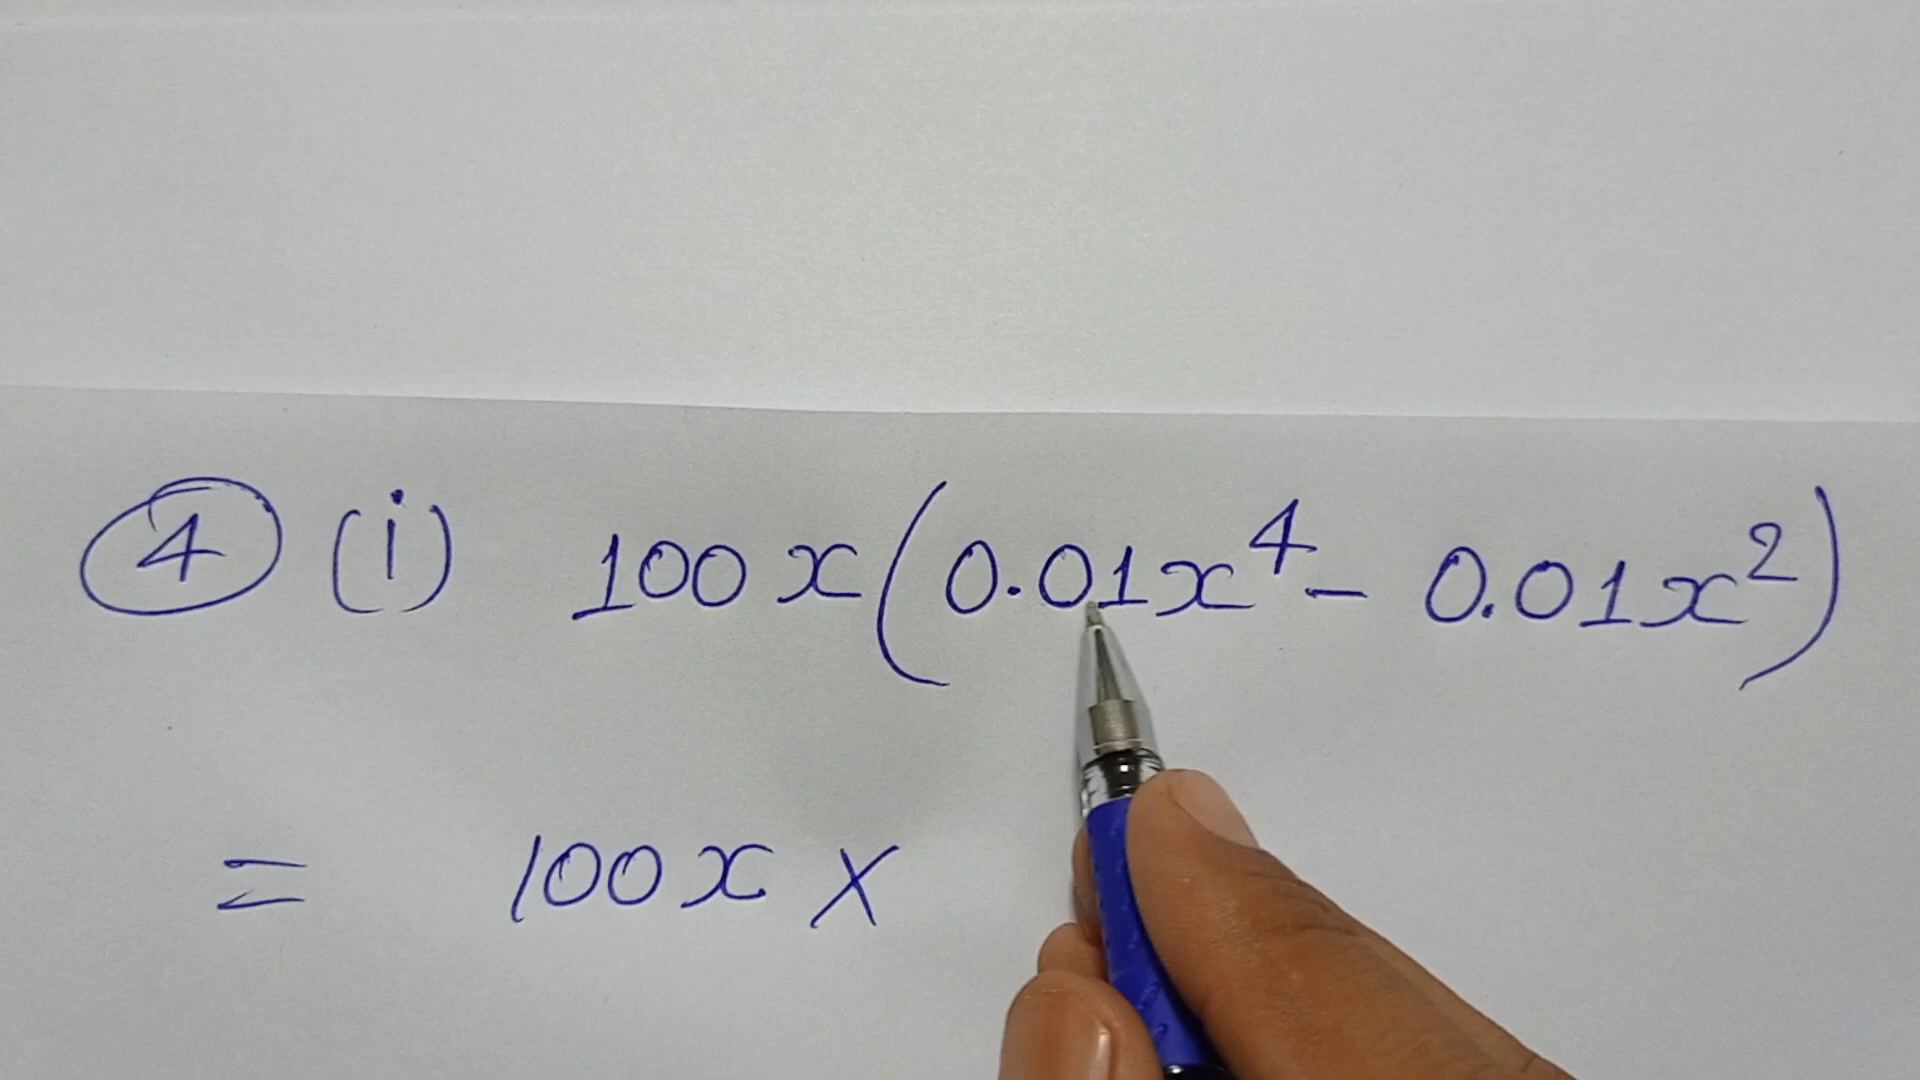 4 (i) 100x(0.01x⁴ - 0.01x²)
= 100x ×